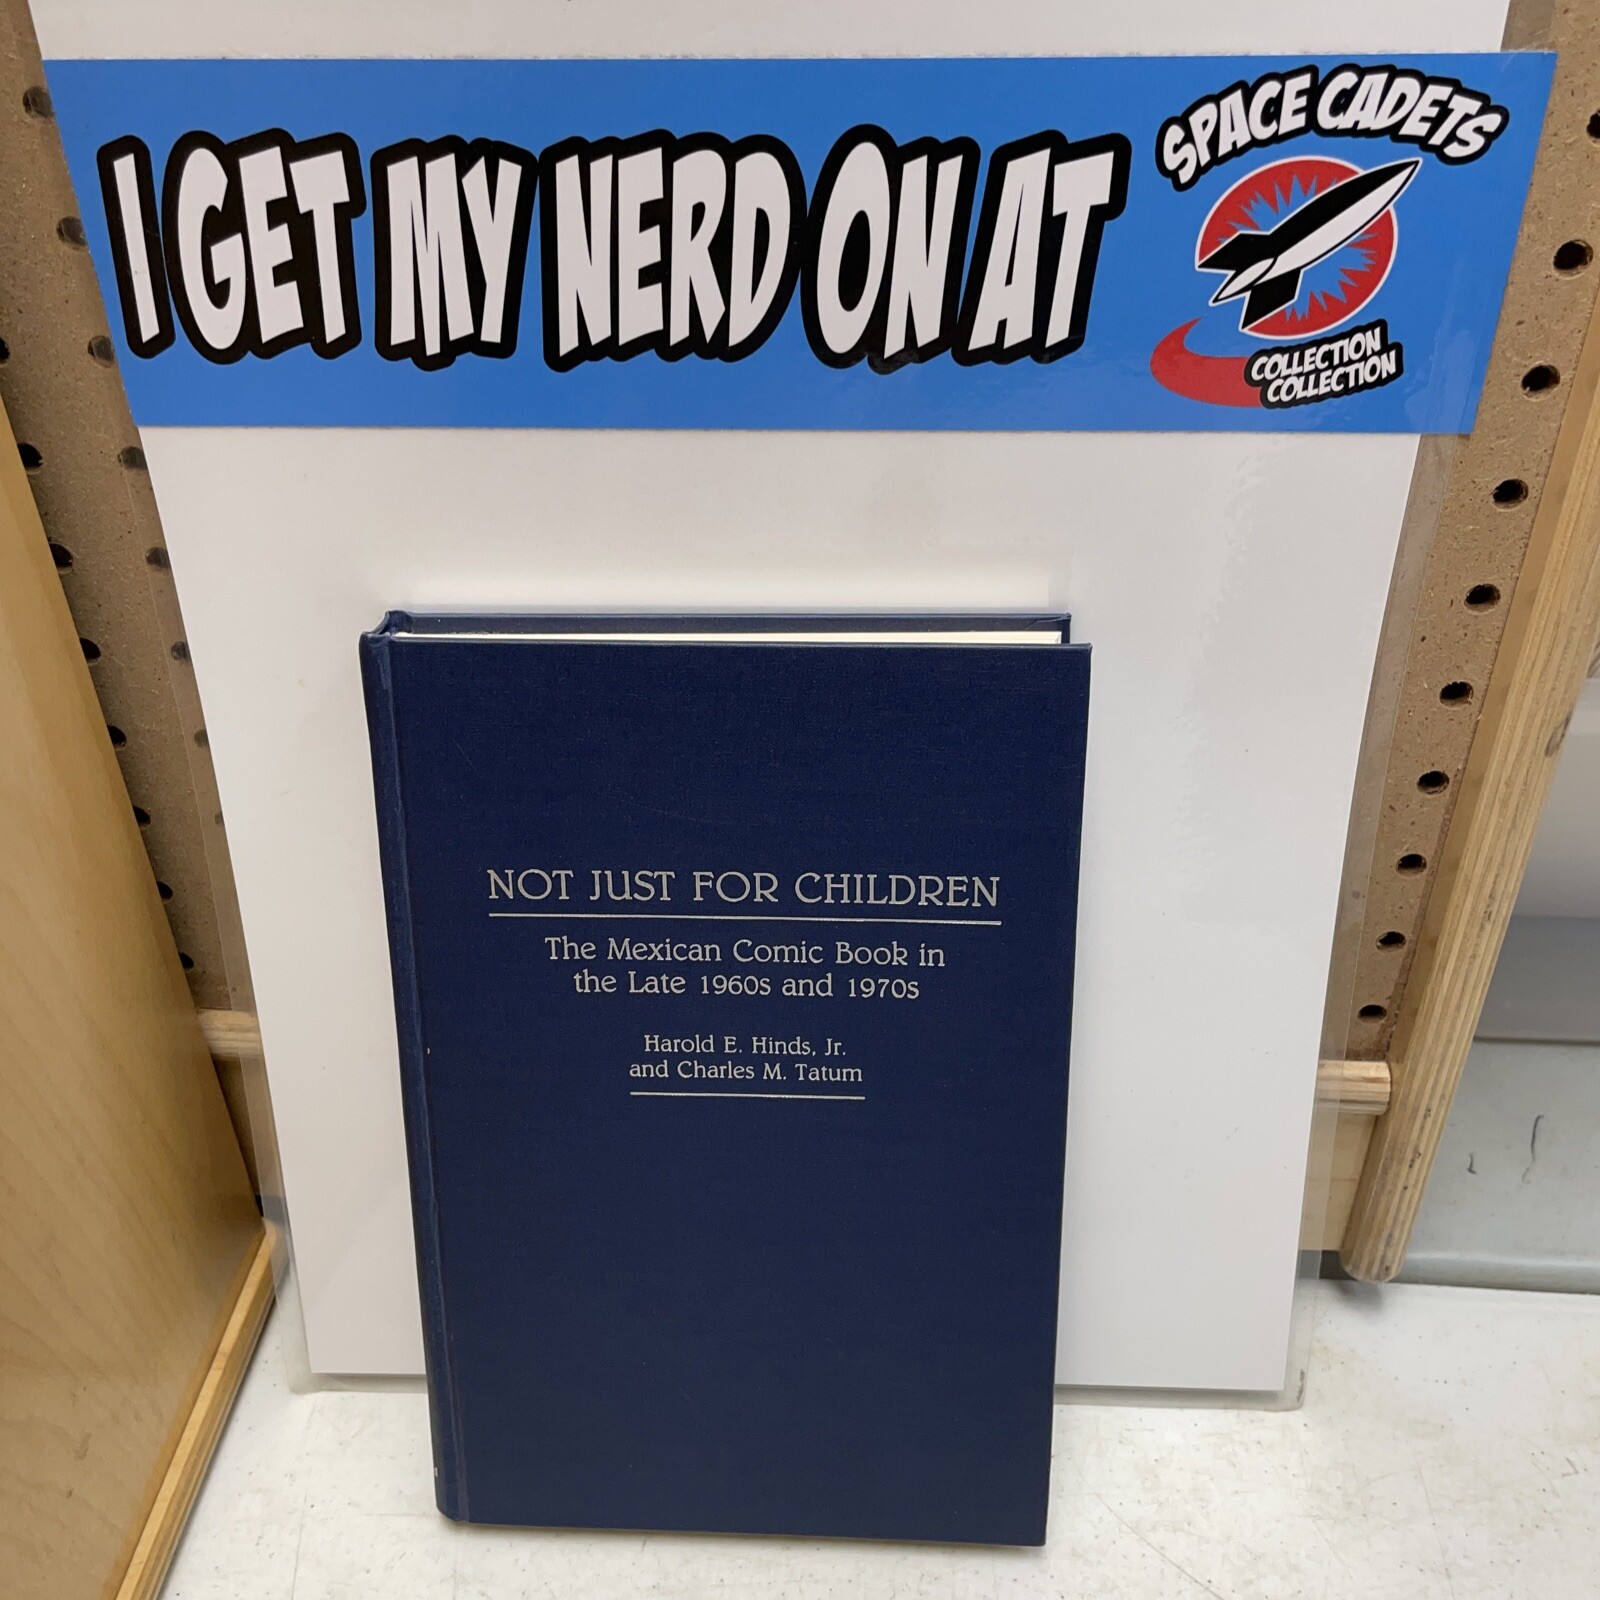 I GET MY NERD ON AT
SPACE CADETS
COLLECTION
COLLECTION
NOT JUST FOR CHILDREN
The Mexican Comic Book in
the Late 1960s and 1970s
Harold E. Hinds, Jr.
and Charles M. Tatum